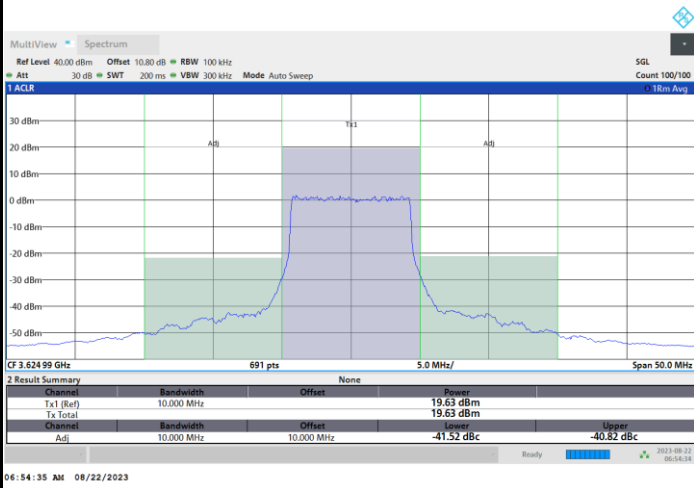 MultiView Spectrum
Ref Level 40.00 dBm Offset 10.80 dB RBW 100 kHz SGL
Att 30 dB SWT 200 ms VBW 300 kHz Mode Auto Sweep Count 100/100
1 ACLR 1Rm Avg
30 dBm
Tx1
20 dBm
Adj Adj
10 dBm
0 dBm
-10 dBm
-20 dBm
-30 dBm
-40 dBm
-50 dBm
CF 3.624 99 GHz 691 pts 5.0 MHz/ Span 50.0 MHz
2 Result Summary None
Channel Bandwidth Offset Power
Tx1 (Ref) 10.000 MHz 19.63 dBm
Tx Total 19.63 dBm
Channel Bandwidth Offset Lower Upper
Adj 10.000 MHz 10.000 MHz -41.52 dBc -40.82 dBc
Ready 2023-08-22
06:54:34
06:54:35 AM 08/22/2023